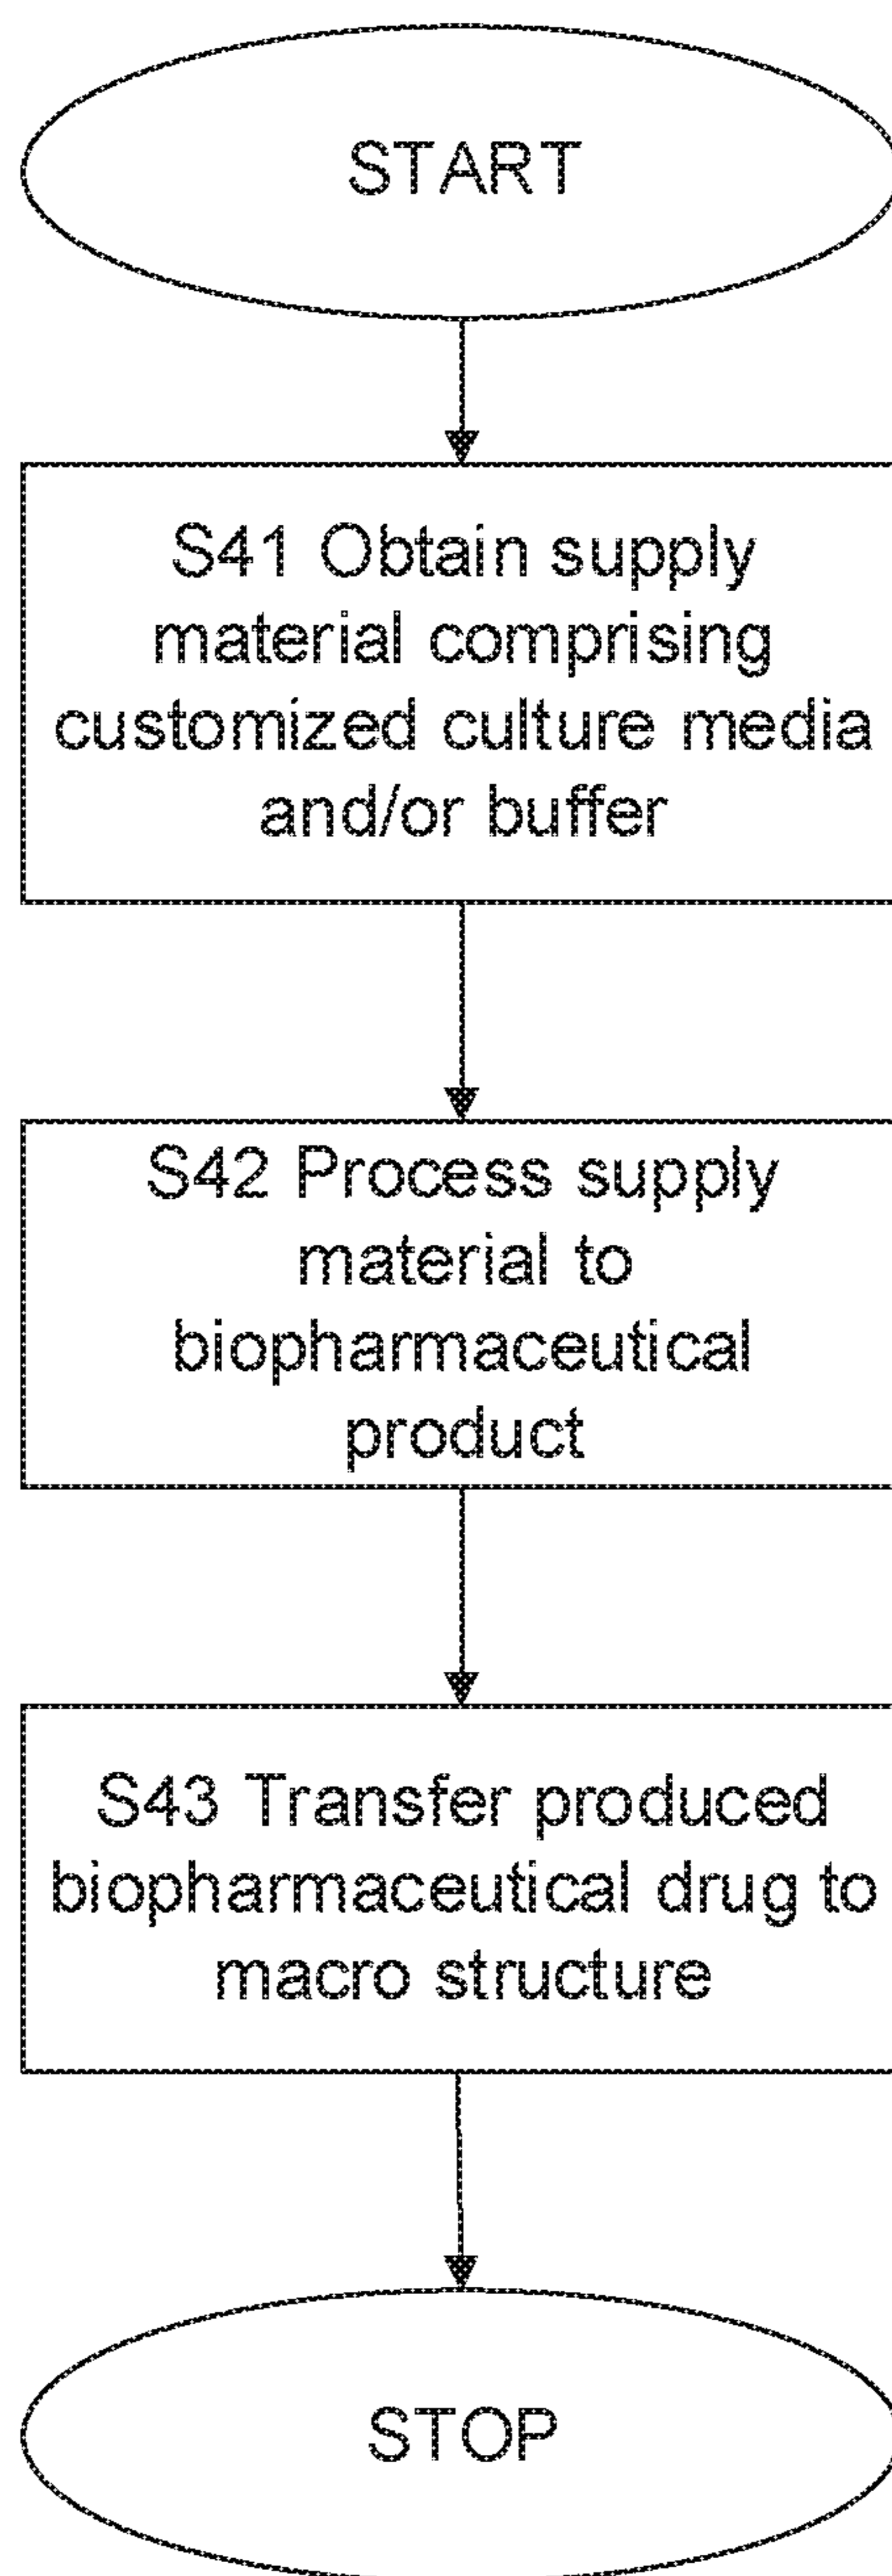 START
S41 Obtain supply
material comprising
customized culture media
and/or buffer
S42 Process supply
material to
biopharmaceutical
product
S43 Transfer produced
biopharmaceutical drug to
macro structure
STOP